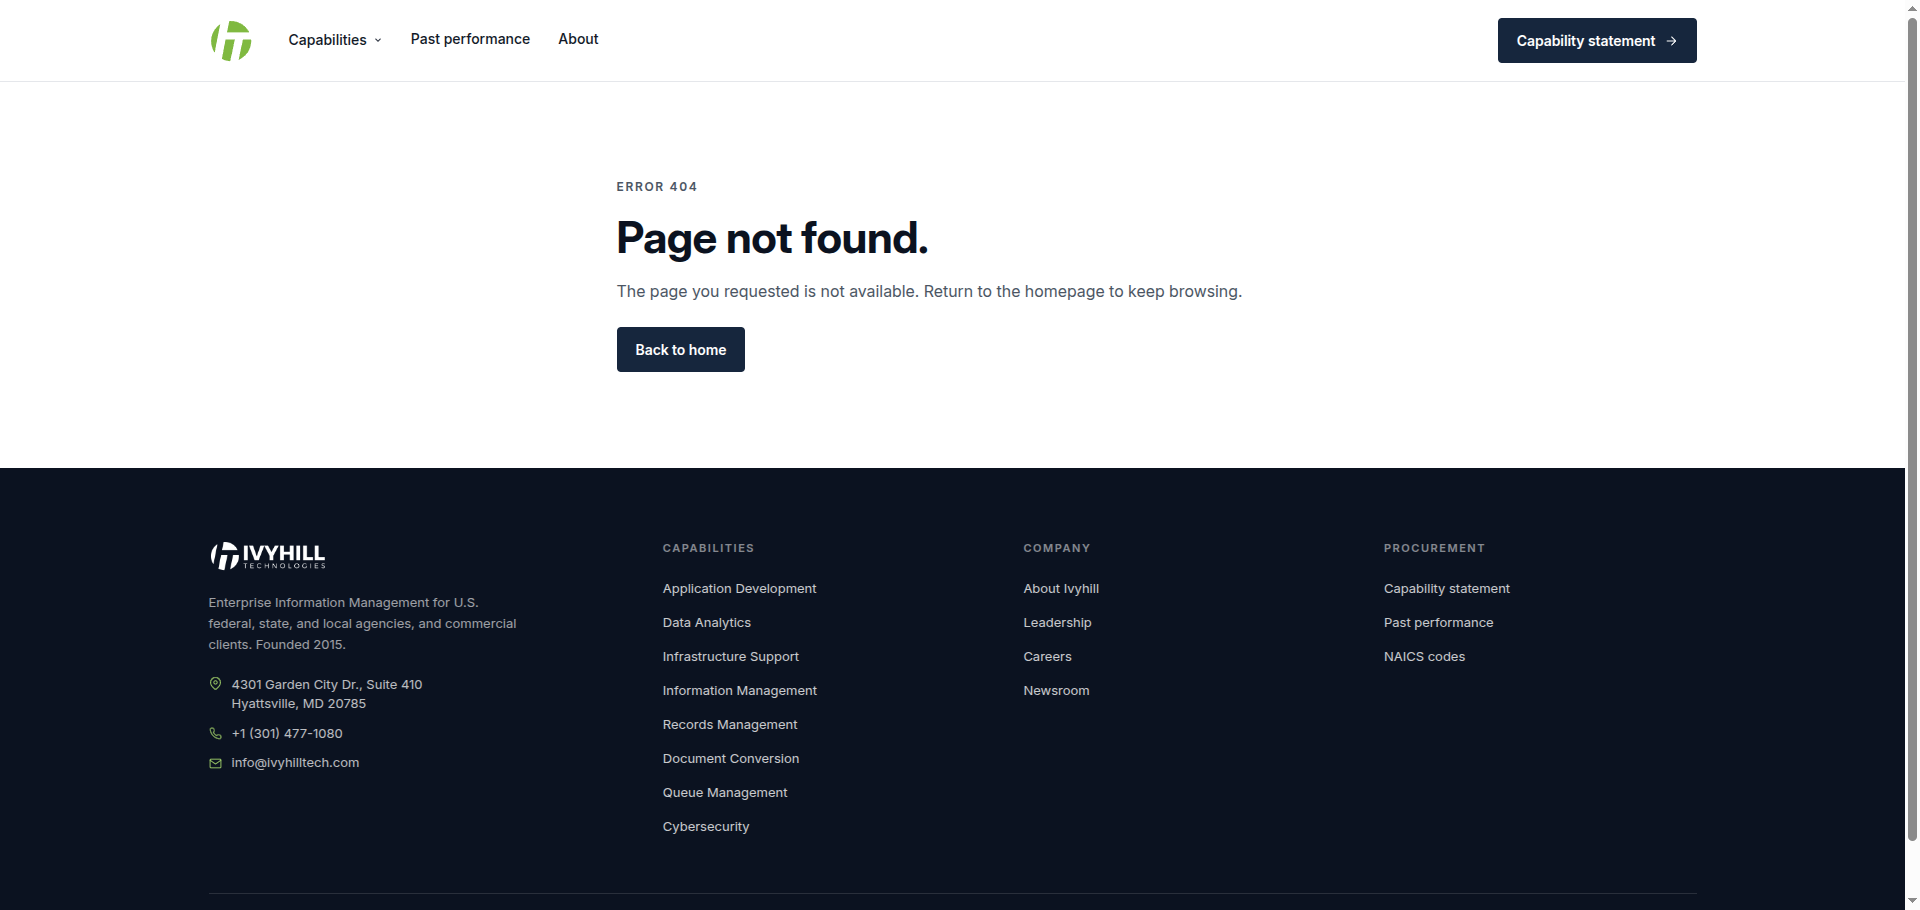 Capabilities
Past performance
About
Capability statement
ERROR 404
Page not found.
The page you requested is not available. Return to the homepage to keep browsing.
Back to home
IVYHILL
TECHNOLOGIES
Enterprise Information Management for U.S.
federal, state, and local agencies, and commercial
clients. Founded 2015.
4301 Garden City Dr., Suite 410
Hyattsville, MD 20785
+1 (301) 477-1080
info@ivyhilltech.com
CAPABILITIES
Application Development
Data Analytics
Infrastructure Support
Information Management
Records Management
Document Conversion
Queue Management
Cybersecurity
COMPANY
About Ivyhill
Leadership
Careers
Newsroom
PROCUREMENT
Capability statement
Past performance
NAICS codes